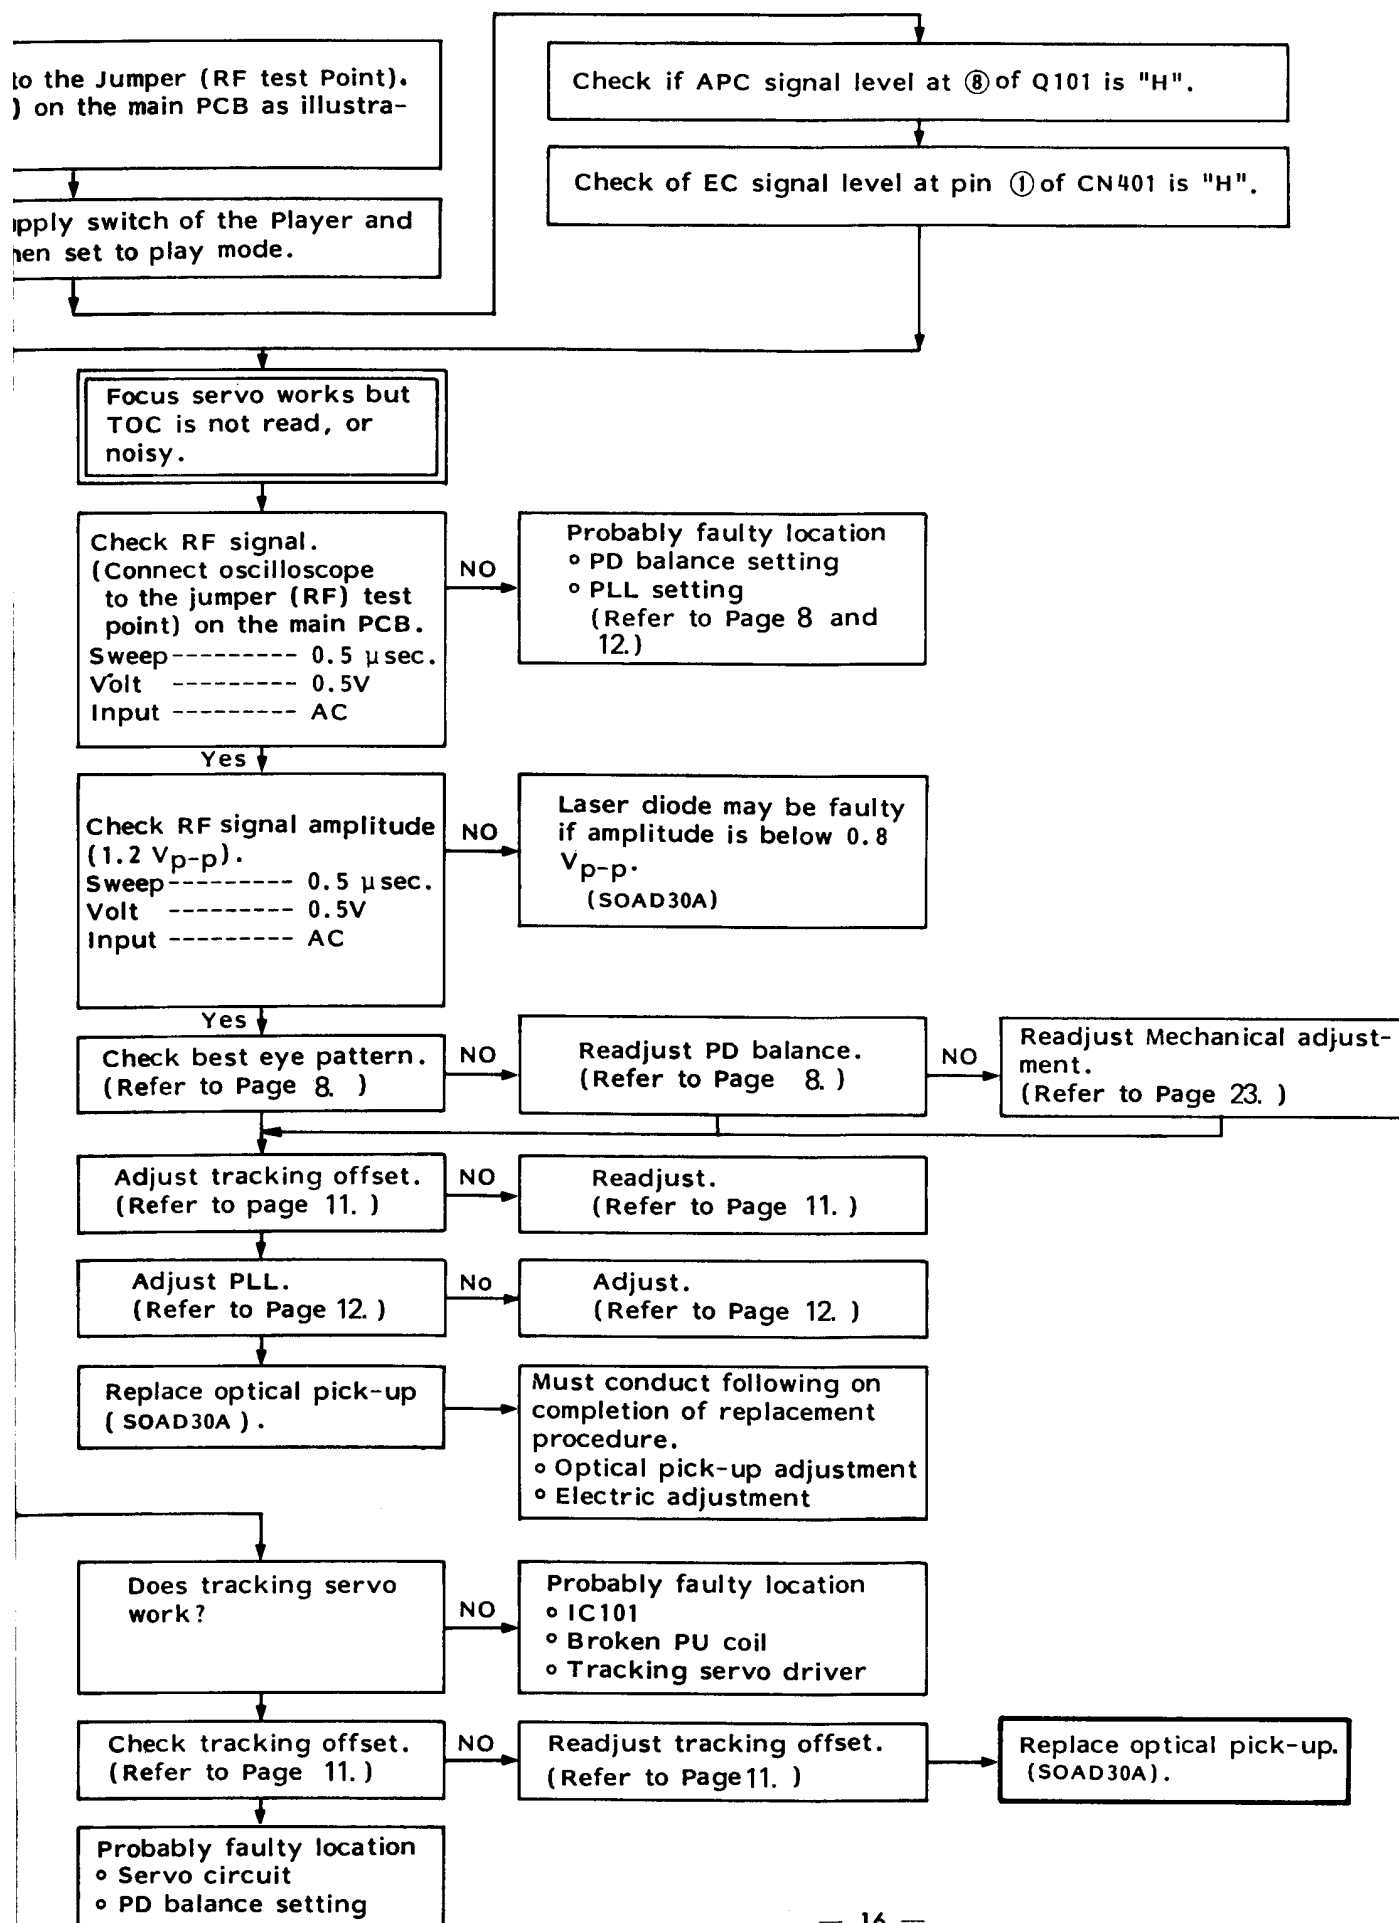 to the Jumper (RF test Point).
) on the main PCB as illustra-
pply switch of the Player and
hen set to play mode.
Check if APC signal level at ⑧ of Q101 is "H".
Check of EC signal level at pin ① of CN401 is "H".
Focus servo works but
TOC is not read, or
noisy.
Check RF signal.
(Connect oscilloscope
to the jumper (RF) test
point) on the main PCB.
Sweep--------- 0.5 μsec.
Volt --------- 0.5V
Input --------- AC
NO
Probably faulty location
∘ PD balance setting
∘ PLL setting
(Refer to Page 8 and
12.)
Yes
Check RF signal amplitude
(1.2 Vp-p).
Sweep--------- 0.5 μsec.
Volt --------- 0.5V
Input --------- AC
NO
Laser diode may be faulty
if amplitude is below 0.8
Vp-p.
(SOAD30A)
Yes
Check best eye pattern.
(Refer to Page 8. )
NO
Readjust PD balance.
(Refer to Page 8. )
NO
Readjust Mechanical adjust-
ment.
(Refer to Page 23. )
Adjust tracking offset.
(Refer to page 11. )
NO
Readjust.
(Refer to Page 11. )
Adjust PLL.
(Refer to Page 12. )
No
Adjust.
(Refer to Page 12. )
Replace optical pick-up
( SOAD30A ) .
Must conduct following on
completion of replacement
procedure.
∘ Optical pick-up adjustment
∘ Electric adjustment
Does tracking servo
work?
NO
Probably faulty location
∘ IC101
∘ Broken PU coil
∘ Tracking servo driver
Check tracking offset.
(Refer to Page 11. )
NO
Readjust tracking offset.
(Refer to Page 11. )
Replace optical pick-up.
(SOAD30A).
Probably faulty location
∘ Servo circuit
∘ PD balance setting
— 16 —